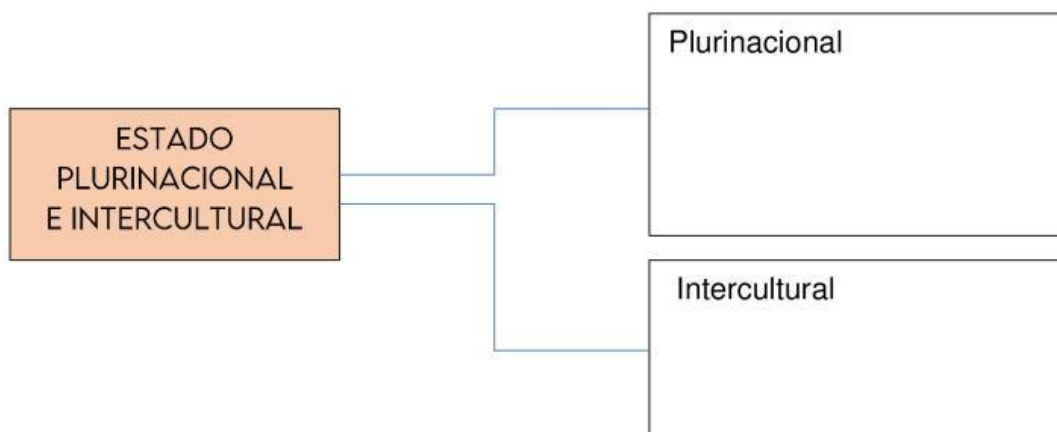 Plurinacional
ESTADO
PLURINACIONAL
E INTERCULTURAL
Intercultural